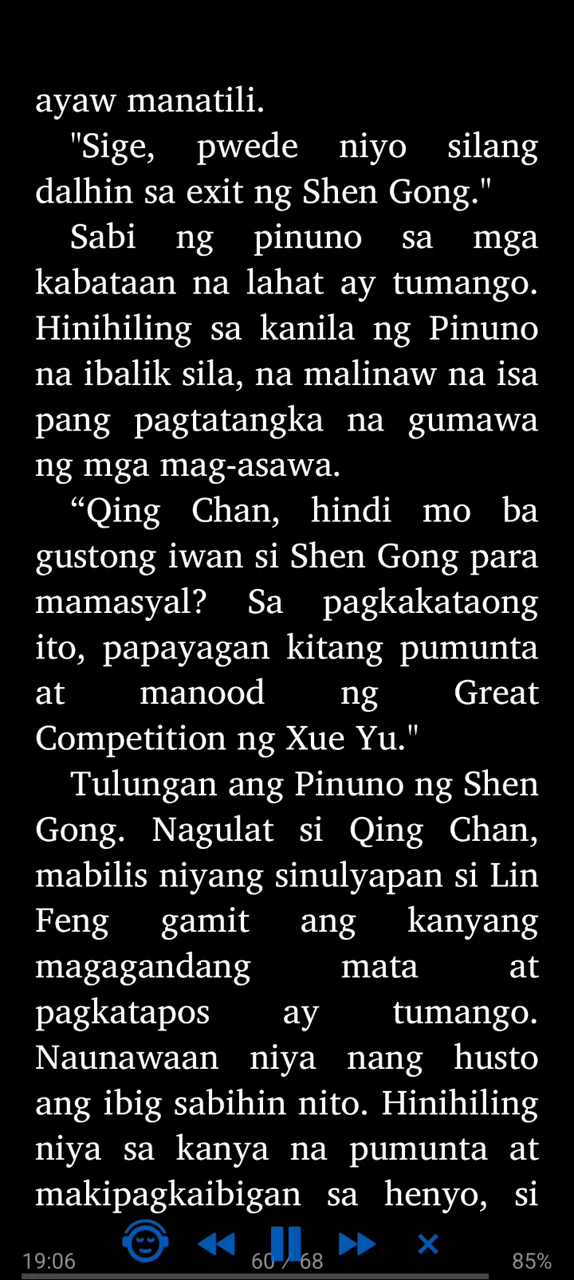 ayaw manatili.
"Sige, pwede niyo silang
dalhin sa exit ng Shen Gong."
Sabi ng pinuno sa mga
kabataan na lahat ay tumango.
Hinihiling sa kanila ng Pinuno
na ibalik sila, na malinaw na isa
pang pagtatangka na gumawa
ng mga mag-asawa.
“Qing Chan, hindi mo ba
gustong iwan si Shen Gong para
mamasyal? Sa pagkakataong
ito, papayagan kitang pumunta
at manood ng Great
Competition ng Xue Yu."
Tulungan ang Pinuno ng Shen
Gong. Nagulat si Qing Chan,
mabilis niyang sinulyapan si Lin
Feng gamit ang kanyang
magagandang mata at
pagkatapos ay tumango.
Naunawaan niya nang husto
ang ibig sabihin nito. Hinihiling
niya sa kanya na pumunta at
makipagkaibigan sa henyo, si
19:06 60 / 68 85%